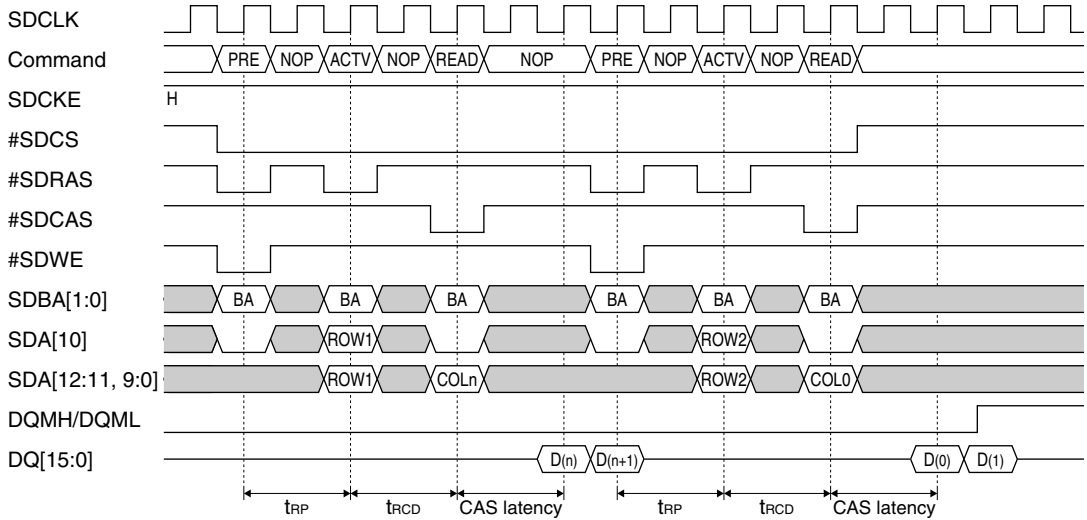 SDCLK
Command PRE NOP ACTV NOP READ NOP PRE NOP ACTV NOP READ
SDCKE H
#SDCS
#SDRAS
#SDCAS
#SDWE
SDBA[1:0] BA BA BA BA BA BA
SDA[10] ROW1 ROW2
SDA[12:11, 9:0] ROW1 COLn ROW2 COL0
DQMH/DQML
DQ[15:0] D(n) D(n+1) D(0) D(1)
tRP tRCD CAS latency tRP tRCD CAS latency